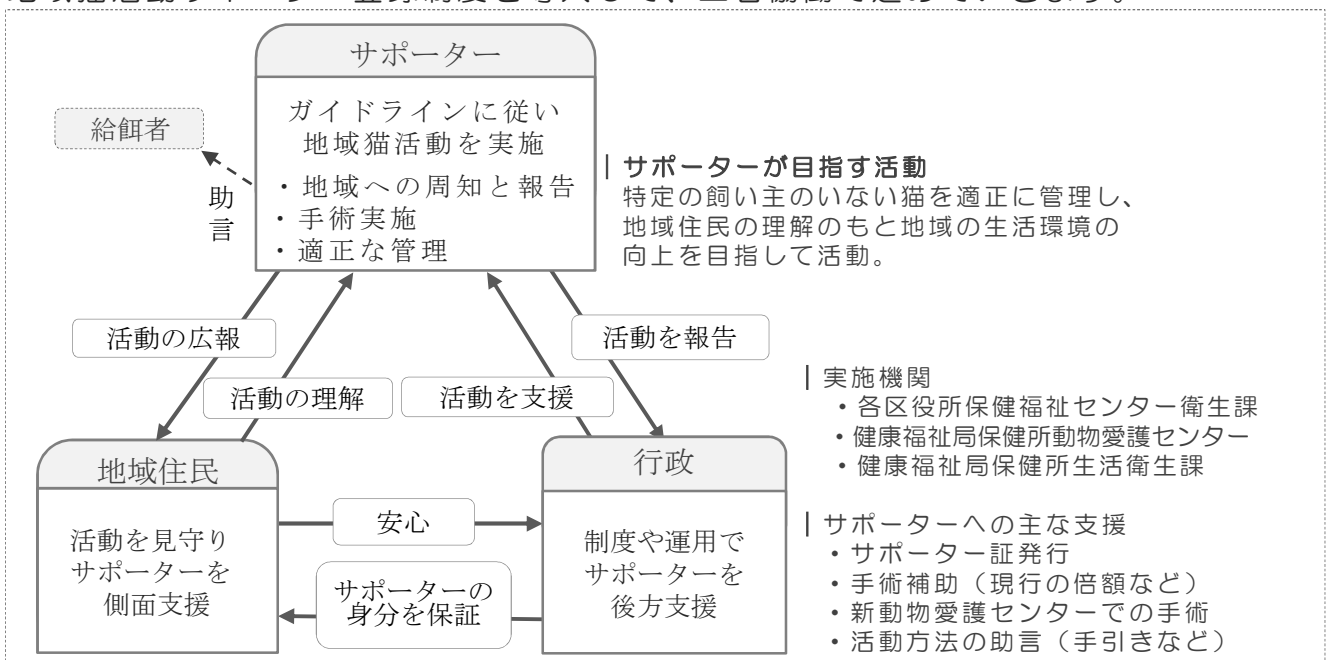 サポーター
ガイドラインに従い
地域猫活動を実施
・地域への周知と報告
・手術実施
・適正な管理
給餌者
助言
サポーターが目指す活動
特定の飼い主のいない猫を適正に管理し、
地域住民の理解のもと地域の生活環境の
向上を目指して活動。
活動の広報
活動を報告
活動の理解
活動を支援
実施機関
・各区役所保健福祉センター衛生課
・健康福祉局保健所動物愛護センター
・健康福祉局保健所生活衛生課
地域住民
活動を見守り
サポーターを
側面支援
安心
サポーターの
身分を保証
行政
制度や運用で
サポーターを
後方支援
サポーターへの主な支援
・サポーター証発行
・手術補助（現行の倍額など）
・新動物愛護センターでの手術
・活動方法の助言（手引きなど）